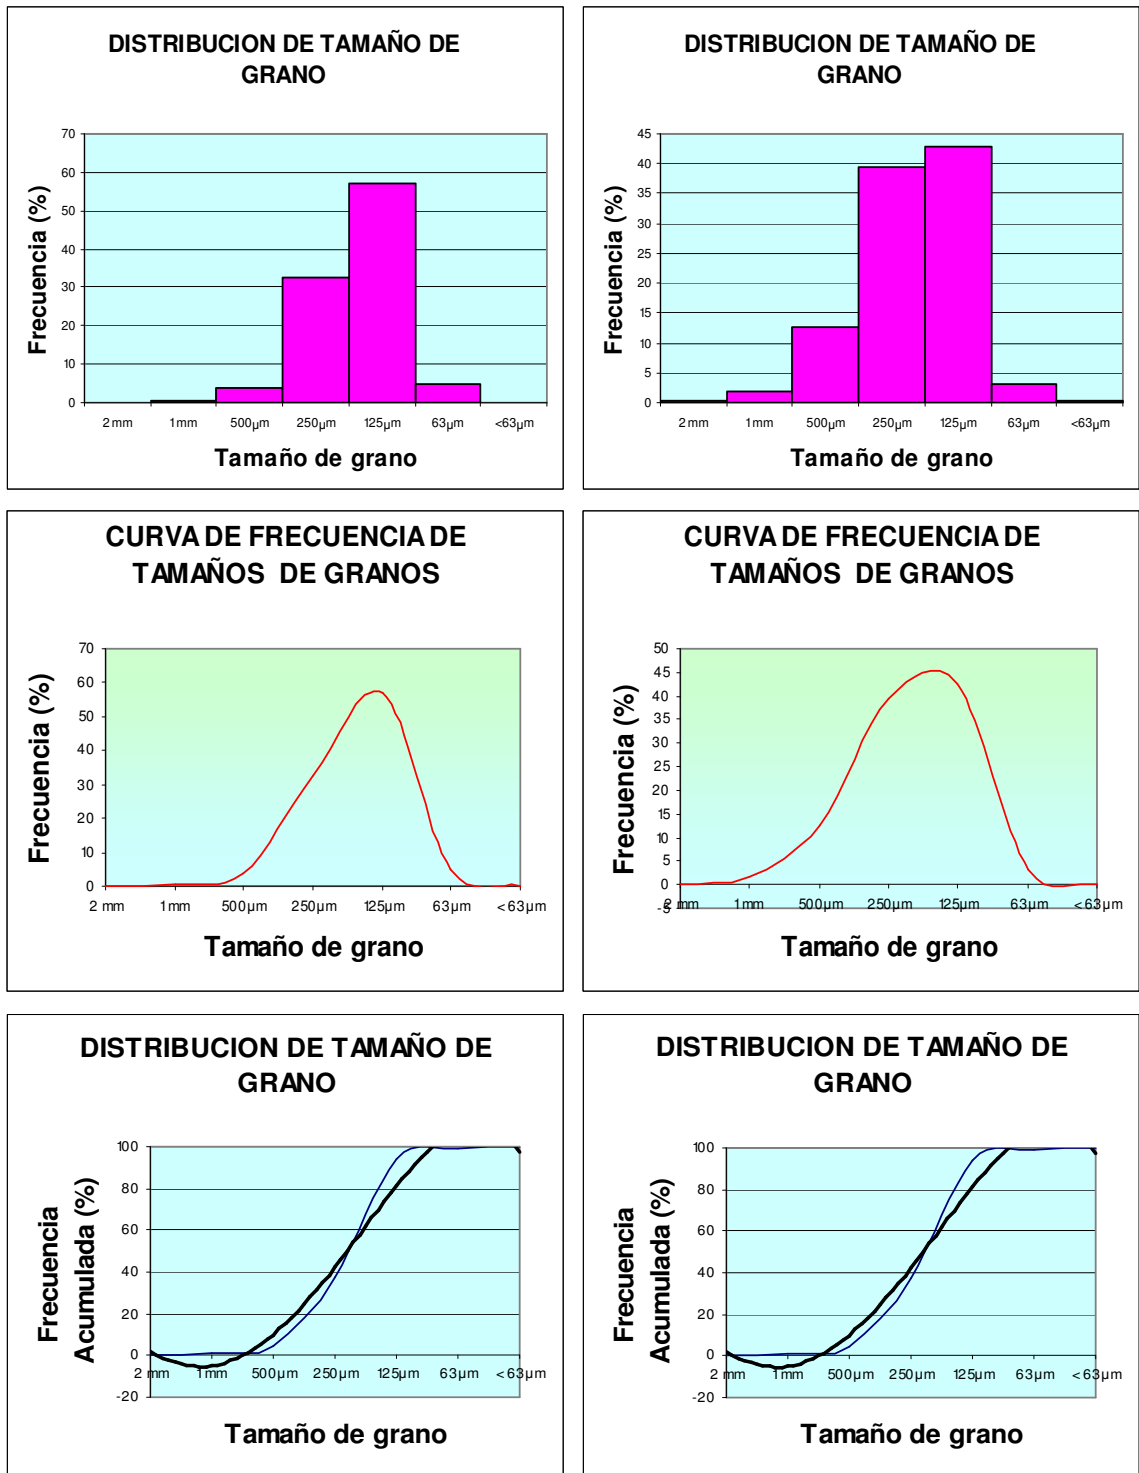 DISTRIBUCION DE TAMAÑO DE
GRANO
Frecuencia (%)
70
60
50
40
30
20
10
0
2 mm 1mm 500µm 250µm 125µm 63µm <63µm
Tamaño de grano
DISTRIBUCION DE TAMAÑO DE
GRANO
Frecuencia (%)
45
40
35
30
25
20
15
10
5
0
2 mm 1mm 500µm 250µm 125µm 63µm <63µm
Tamaño de grano
CURVA DE FRECUENCIA DE
TAMAÑOS DE GRANOS
Frecuencia (%)
70
60
50
40
30
20
10
0
2 mm 1mm 500µm 250µm 125µm 63µm <63µm
Tamaño de grano
CURVA DE FRECUENCIA DE
TAMAÑOS DE GRANOS
Frecuencia (%)
50
45
40
35
30
25
20
15
10
5
0
-5
2 mm 1mm 500µm 250µm 125µm 63µm <63µm
Tamaño de grano
DISTRIBUCION DE TAMAÑO DE
GRANO
Frecuencia
Acumulada (%)
100
80
60
40
20
0
-20
2 mm 1mm 500µm 250µm 125µm 63µm <63µm
Tamaño de grano
DISTRIBUCION DE TAMAÑO DE
GRANO
Frecuencia
Acumulada (%)
100
80
60
40
20
0
-20
2 mm 1mm 500µm 250µm 125µm 63µm <63µm
Tamaño de grano